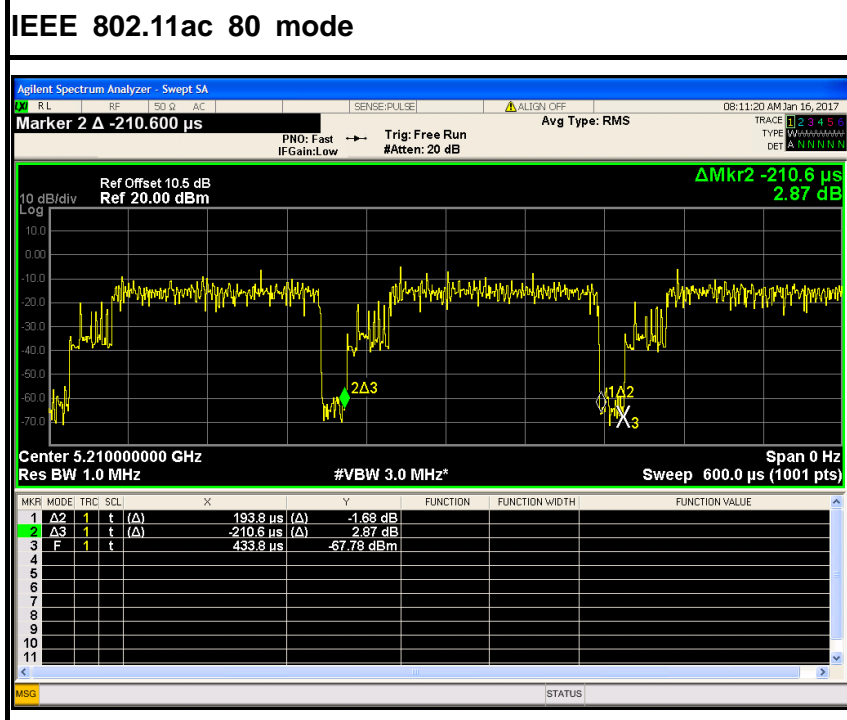 IEEE 802.11ac 80 mode
Agilent Spectrum Analyzer - Swept SA
LXI RL RF 50 Ω AC SENSE:PULSE ALIGN OFF 08:11:20 AM Jan 16, 2017
Marker 2 Δ -210.600 µs
PNO: Fast
IFGain:Low
Trig: Free Run
#Atten: 20 dB
Avg Type: RMS
TRACE 1 2 3 4 5 6
TYPE W
DET A N N N N N
10 dB/div
Log
Ref Offset 10.5 dB
Ref 20.00 dBm
ΔMkr2 -210.6 µs
2.87 dB
10.0
0.00
-10.0
-20.0
-30.0
-40.0
-50.0
-60.0
-70.0
2Δ3
1Δ2
3
Center 5.210000000 GHz
Span 0 Hz
Res BW 1.0 MHz
#VBW 3.0 MHz*
Sweep 600.0 µs (1001 pts)
MKR MODE TRC SCL X Y FUNCTION FUNCTION WIDTH FUNCTION VALUE
1 Δ2 1 t (Δ) 193.8 µs (Δ) -1.68 dB
2 Δ3 1 t (Δ) -210.6 µs (Δ) 2.87 dB
3 F 1 t 433.8 µs -67.78 dBm
4
5
6
7
8
9
10
11
MSG STATUS